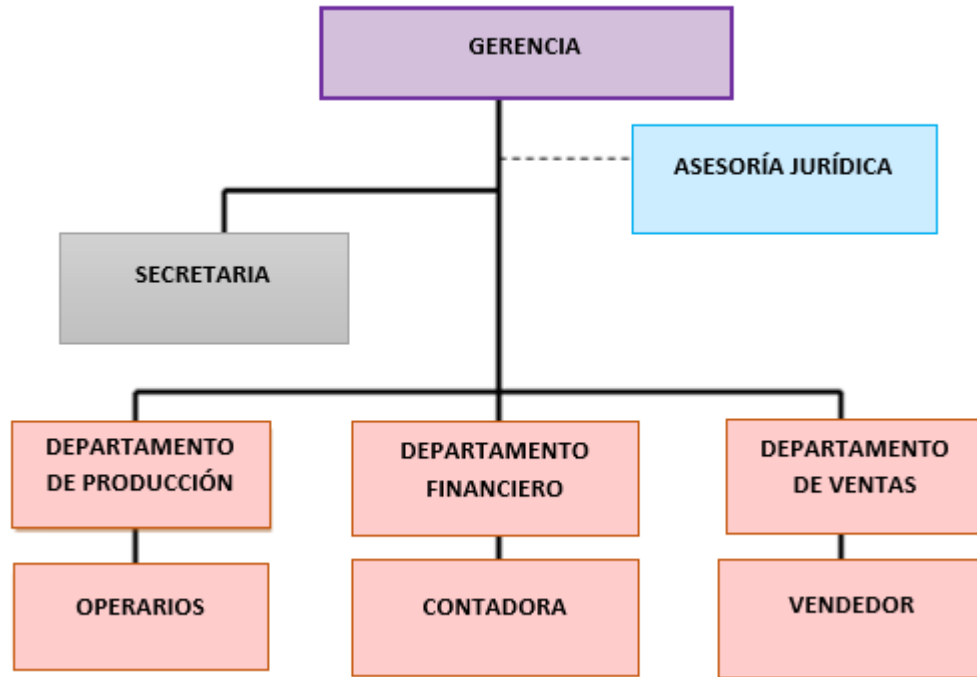 GERENCIA
ASESORÍA JURÍDICA
SECRETARIA
DEPARTAMENTO
DE PRODUCCIÓN
DEPARTAMENTO
FINANCIERO
DEPARTAMENTO
DE VENTAS
OPERARIOS
CONTADORA
VENDEDOR